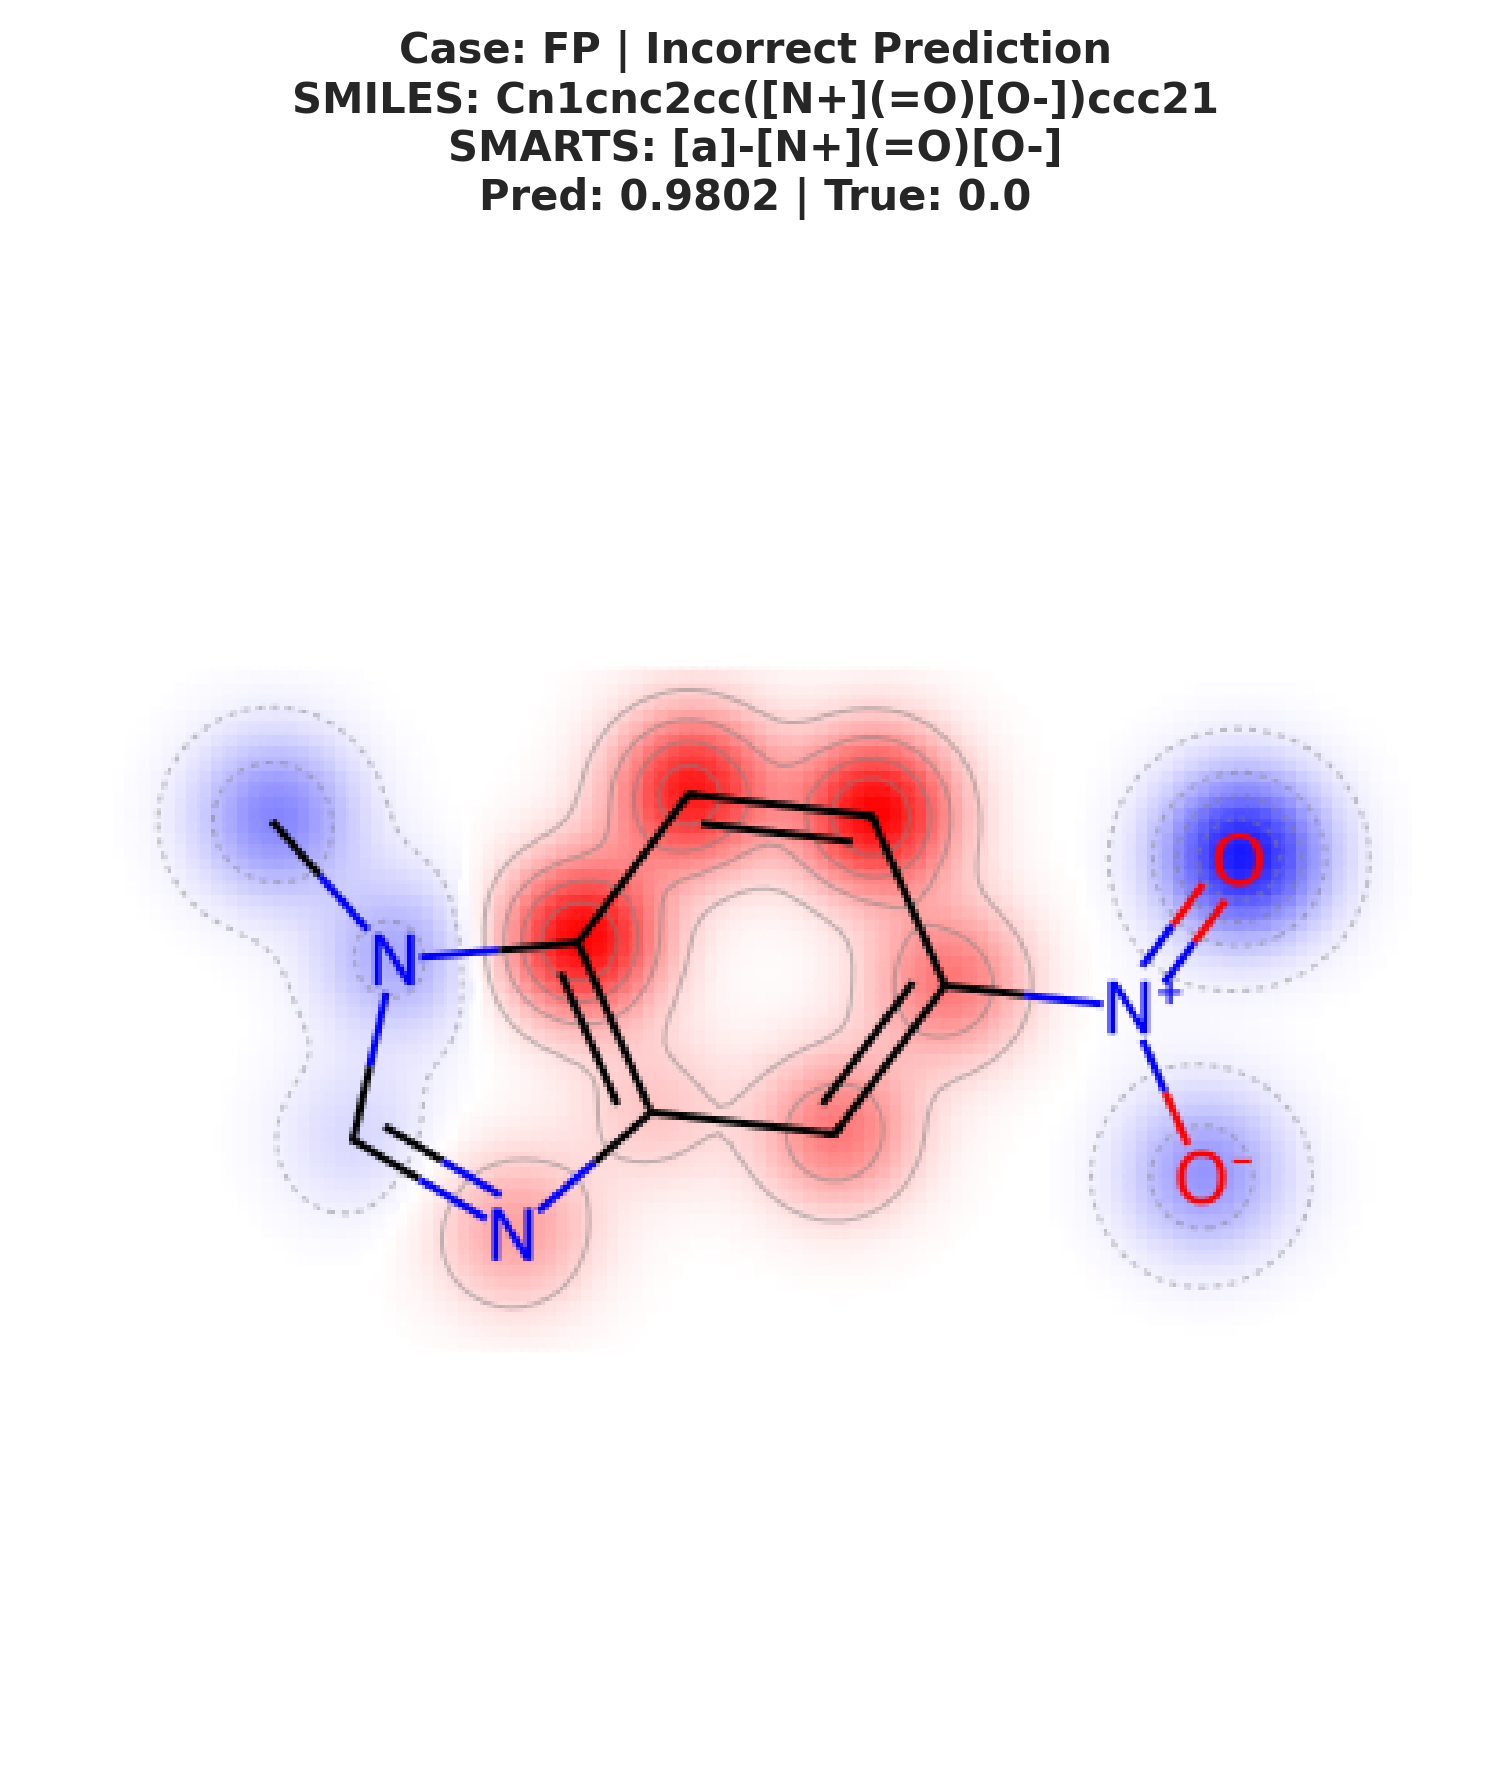 Case: FP | Incorrect Prediction
SMILES: Cn1cnc2cc([N+](=O)[O-])ccc21
SMARTS: [a]-[N+](=O)[O-]
Pred: 0.9802 | True: 0.0
O
N
N⁺
O⁻
N